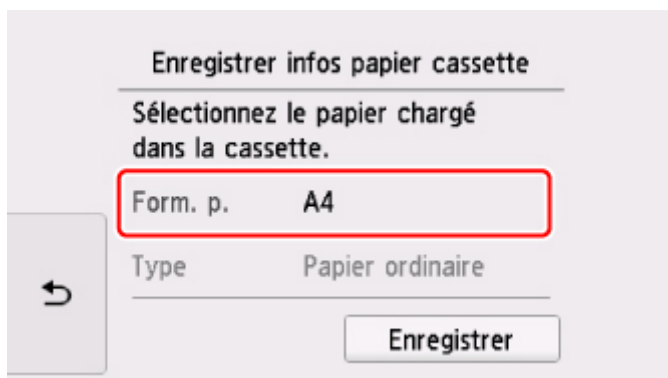 Enregistrer infos papier cassette
Sélectionnez le papier chargé
dans la cassette.
Form. p. A4
Type Papier ordinaire
Enregistrer